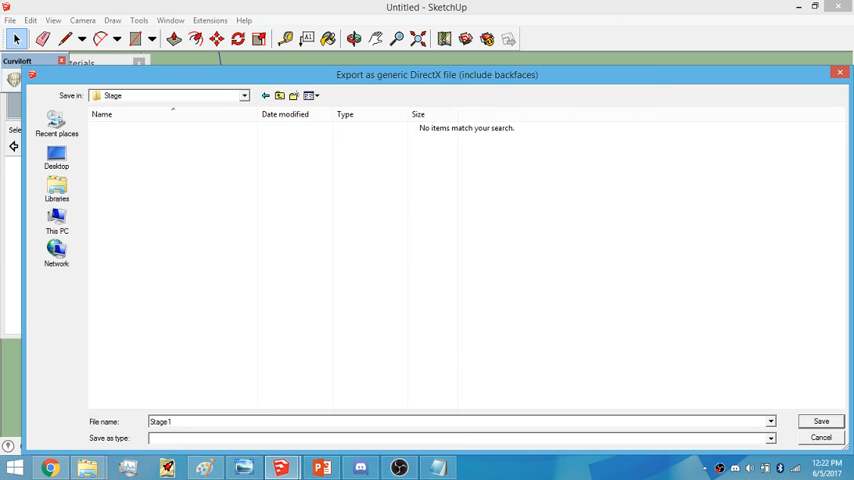 Untitled - SketchUp
File Edit View Camera Draw Tools Window Extensions Help
Curviloft
Export as generic DirectX file (include backfaces)
Save in: Stage
Name Date modified Type Size
No items match your search.
Recent places
Desktop
Libraries
This PC
Network
File name: Stage1 Save
Save as type: Cancel
12:22 PM
6/5/2017